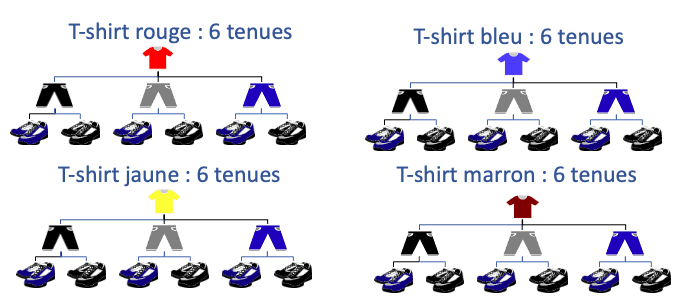 T-shirt rouge : 6 tenues
T-shirt bleu : 6 tenues
T-shirt jaune : 6 tenues
T-shirt marron : 6 tenues